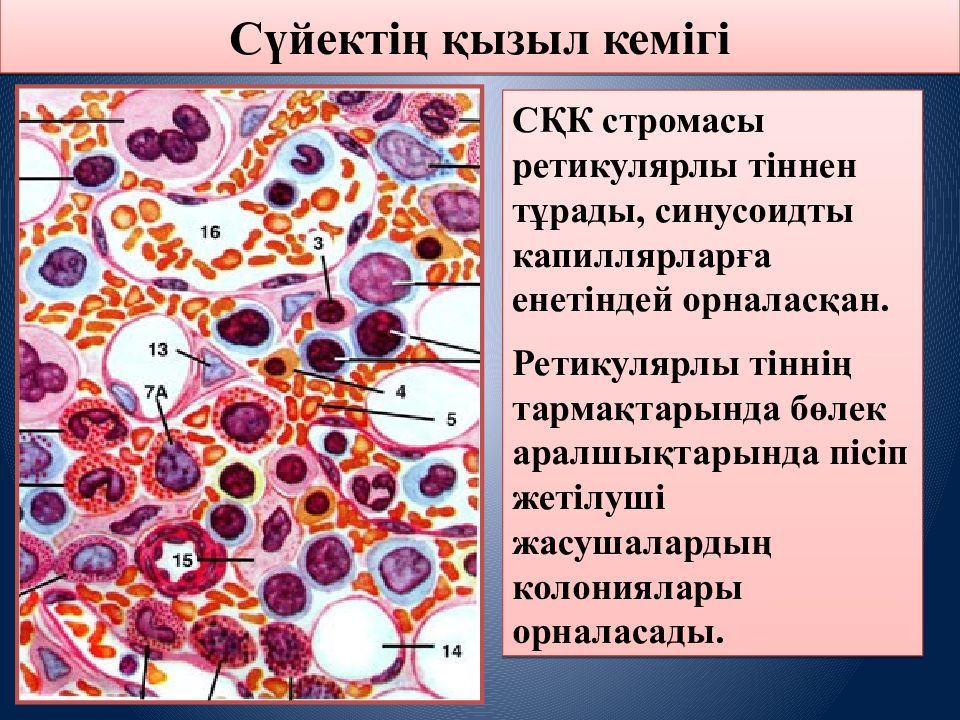 Сүйектің қызыл кемігі
СҚК стромасы
ретикулярлы тіннен
тұрады, синусоидты
капиллярларға
енетіндей орналасқан.
Ретикулярлы тіннің
тармақтарында бөлек
аралшықтарында пісіп
жетілуші
жасушалардың
колониялары
орналасады.
16
3
13
7A
4
5
15
14